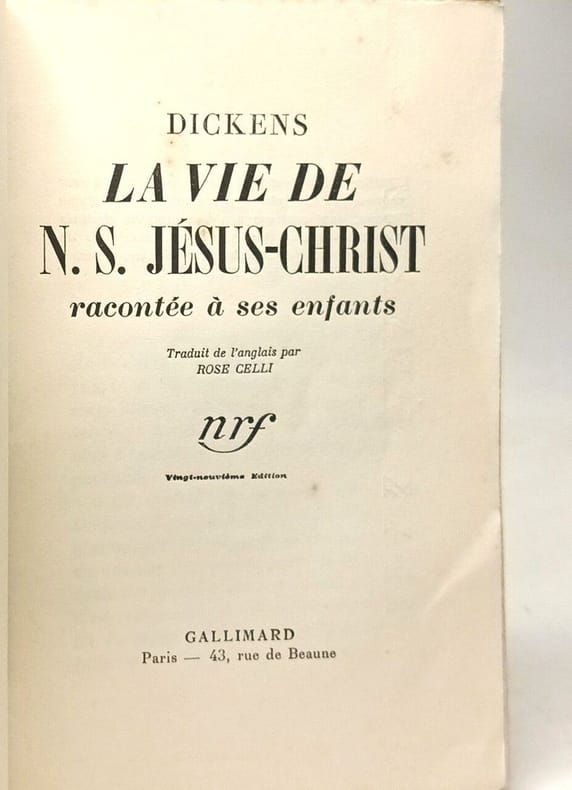 DICKENS
LA VIE DE
N. S. JÉSUS-CHRIST
racontée à ses enfants
Traduit de l'anglais par
ROSE CELLI
nrf
Vingt-neuvième Edition
GALLIMARD
Paris — 43, rue de Beaune